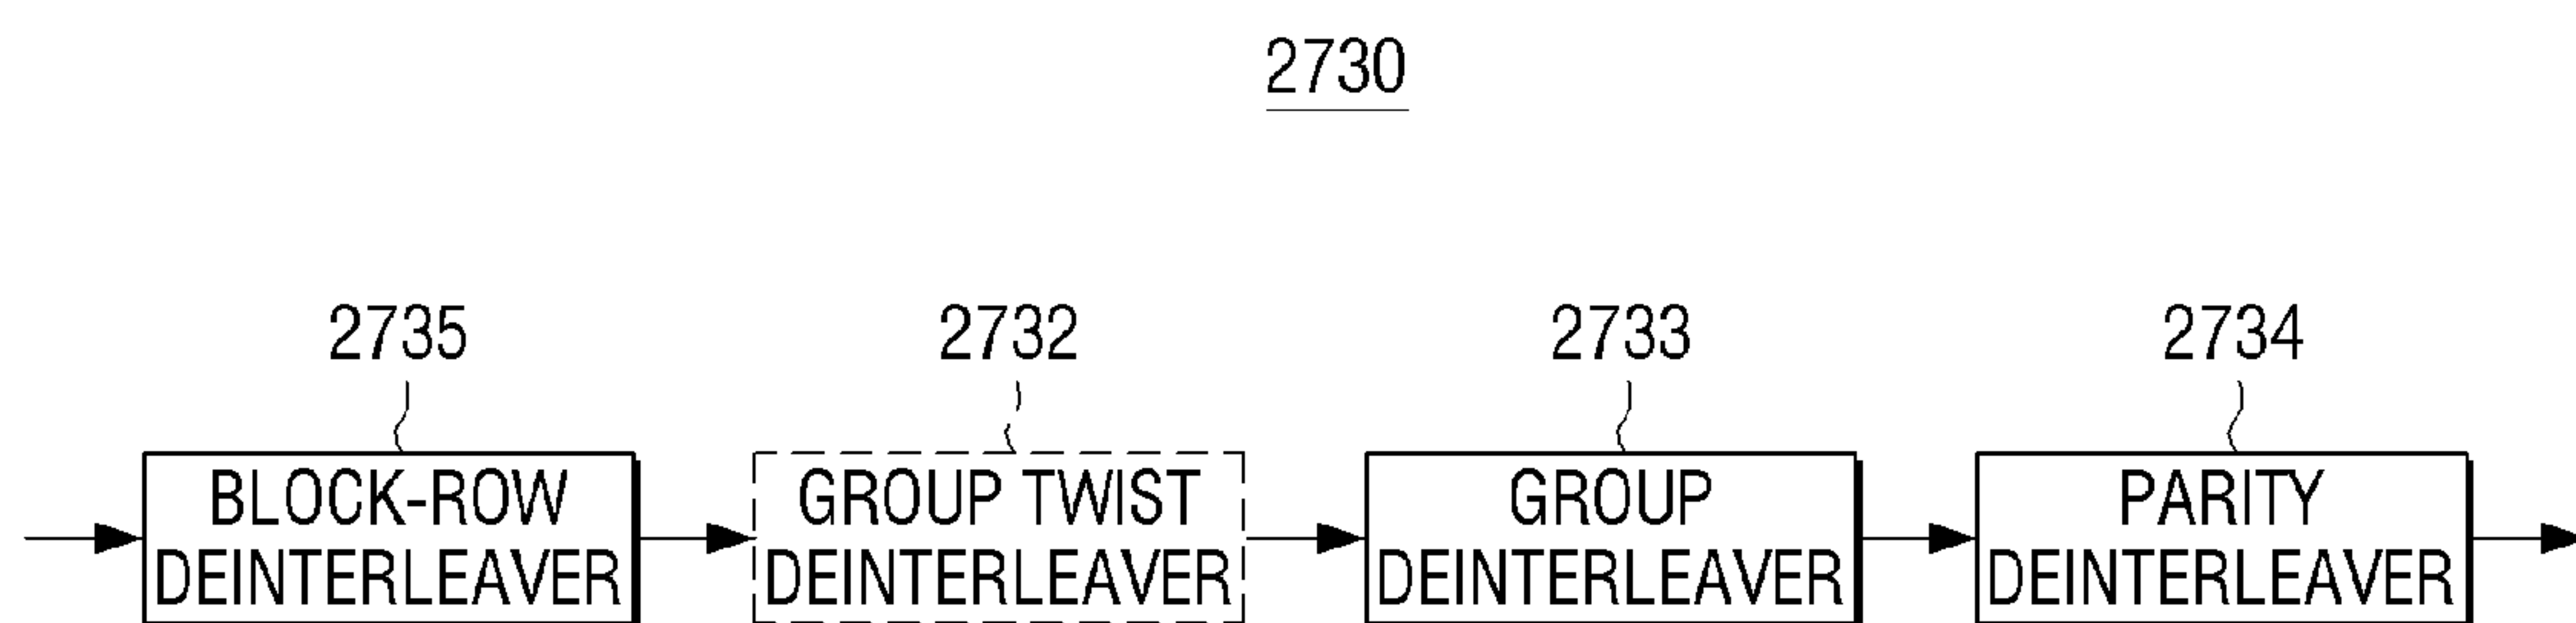 2730
2735
2732
2733
2734
BLOCK-ROW
DEINTERLEAVER
GROUP TWIST
DEINTERLEAVER
GROUP
DEINTERLEAVER
PARITY
DEINTERLEAVER